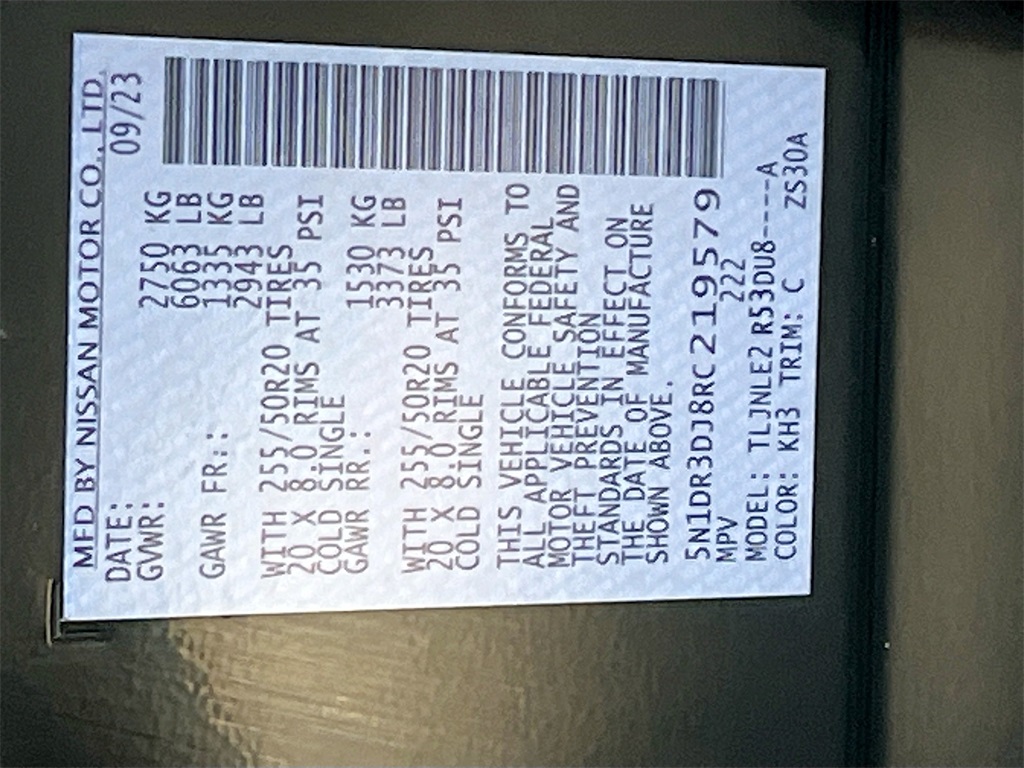 MFD BY NISSAN MOTOR CO., LTD.
DATE: 09/23
GVWR: 2750 KG
6063 LB
GAWR FR:: 1335 KG
2943 LB
WITH 255/50R20 TIRES
20 X 8.0 RIMS AT 35 PSI
COLD SINGLE
GAWR RR.: 1530 KG
3373 LB
WITH 255/50R20 TIRES
20 X 8.0 RIMS AT 35 PSI
COLD SINGLE
THIS VEHICLE CONFORMS TO
ALL APPLICABLE FEDERAL
MOTOR VEHICLE SAFETY AND
THEFT PREVENTION
STANDARDS IN EFFECT ON
THE DATE OF MANUFACTURE
SHOWN ABOVE.
5N1DR3DJ8RC219579
MPV 222
MODEL: TLJNLE2 R53DU8----A
COLOR: KH3 TRIM: C ZS30A